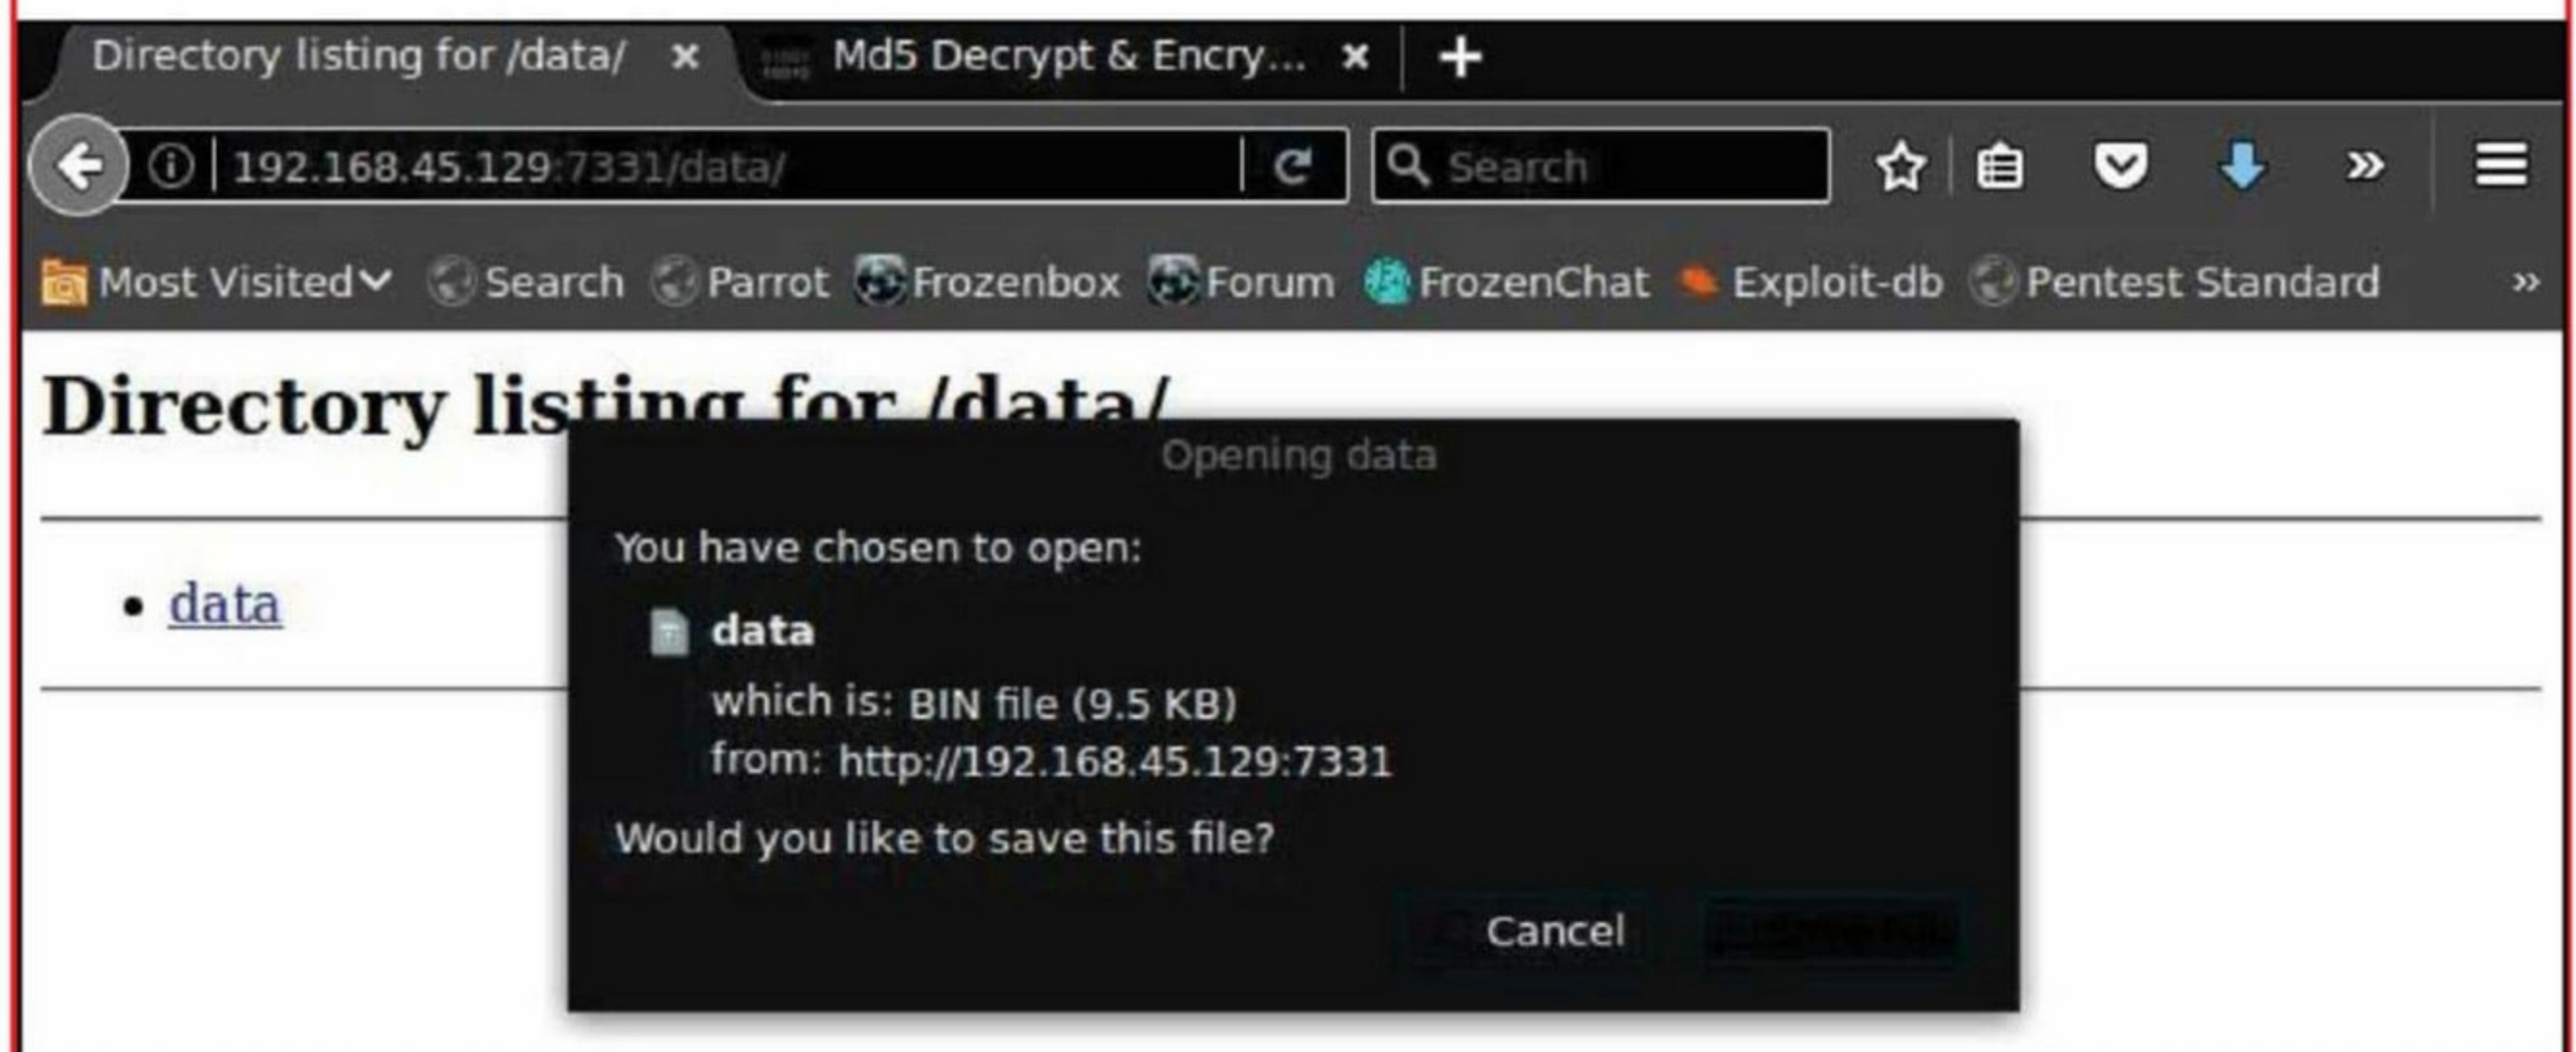 Directory listing for /data/ Md5 Decrypt & Encry...
192.168.45.129:7331/data/ Search
Most Visited Search Parrot Frozenbox Forum FrozenChat Exploit-db Pentest Standard
Directory listing for /data/
Opening data
You have chosen to open:
data
data
which is: BIN file (9.5 KB)
from: http://192.168.45.129:7331
Would you like to save this file?
Cancel